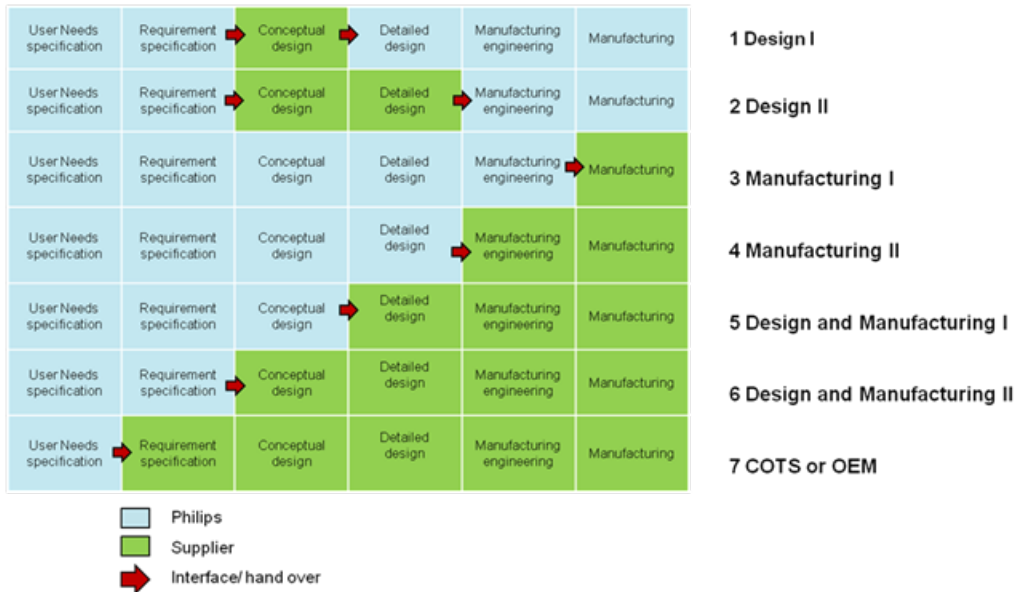 User Needs specification Requirement specification Conceptual design Detailed design Manufacturing engineering Manufacturing 1 Design I
User Needs specification Requirement specification Conceptual design Detailed design Manufacturing engineering Manufacturing 2 Design II
User Needs specification Requirement specification Conceptual design Detailed design Manufacturing engineering Manufacturing 3 Manufacturing I
User Needs specification Requirement specification Conceptual design Detailed design Manufacturing engineering Manufacturing 4 Manufacturing II
User Needs specification Requirement specification Conceptual design Detailed design Manufacturing engineering Manufacturing 5 Design and Manufacturing I
User Needs specification Requirement specification Conceptual design Detailed design Manufacturing engineering Manufacturing 6 Design and Manufacturing II
User Needs specification Requirement specification Conceptual design Detailed design Manufacturing engineering Manufacturing 7 COTS or OEM
Philips
Supplier
Interface/ hand over